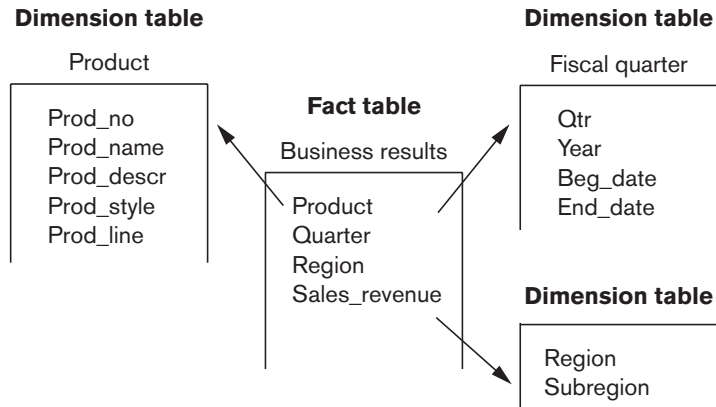 Dimension table
Product
Prod_no
Prod_name
Prod_descr
Prod_style
Prod_line
Fact table
Business results
Product
Quarter
Region
Sales_revenue
Dimension table
Fiscal quarter
Qtr
Year
Beg_date
End_date
Dimension table
Region
Subregion